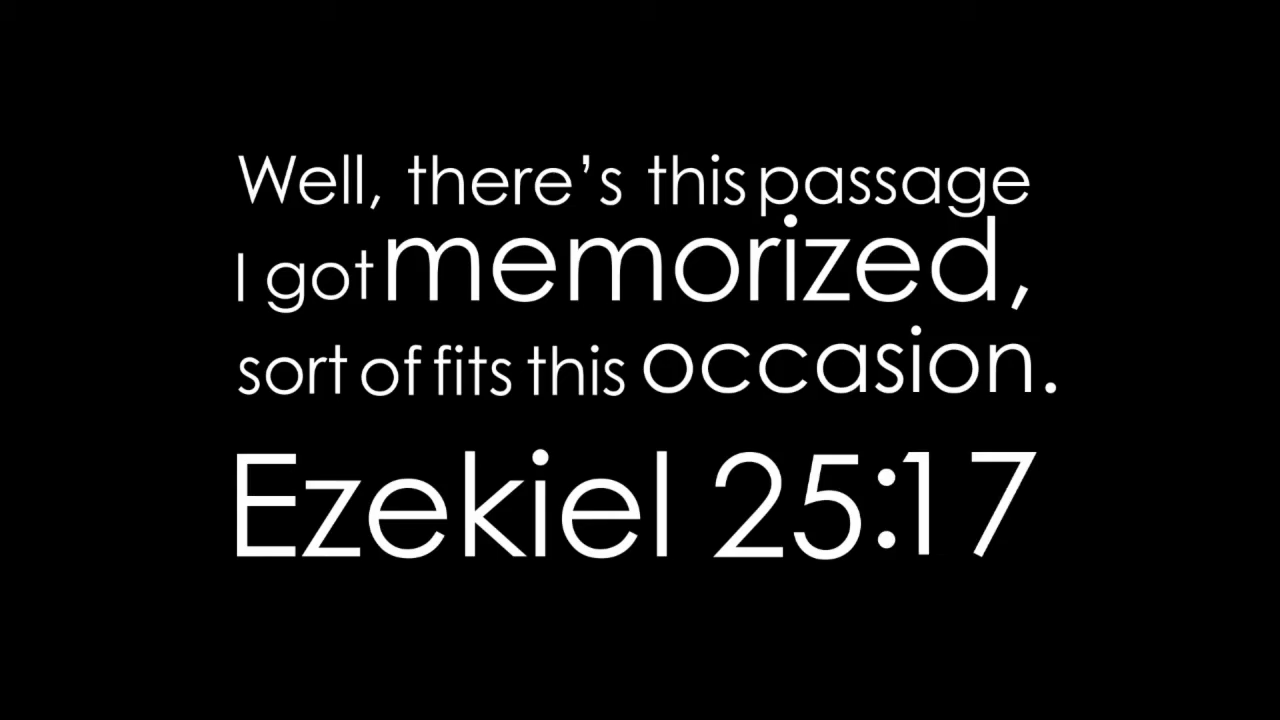 Well, there’s this passage
I got memorized,
sort of fits this occasion.
Ezekiel 25:17